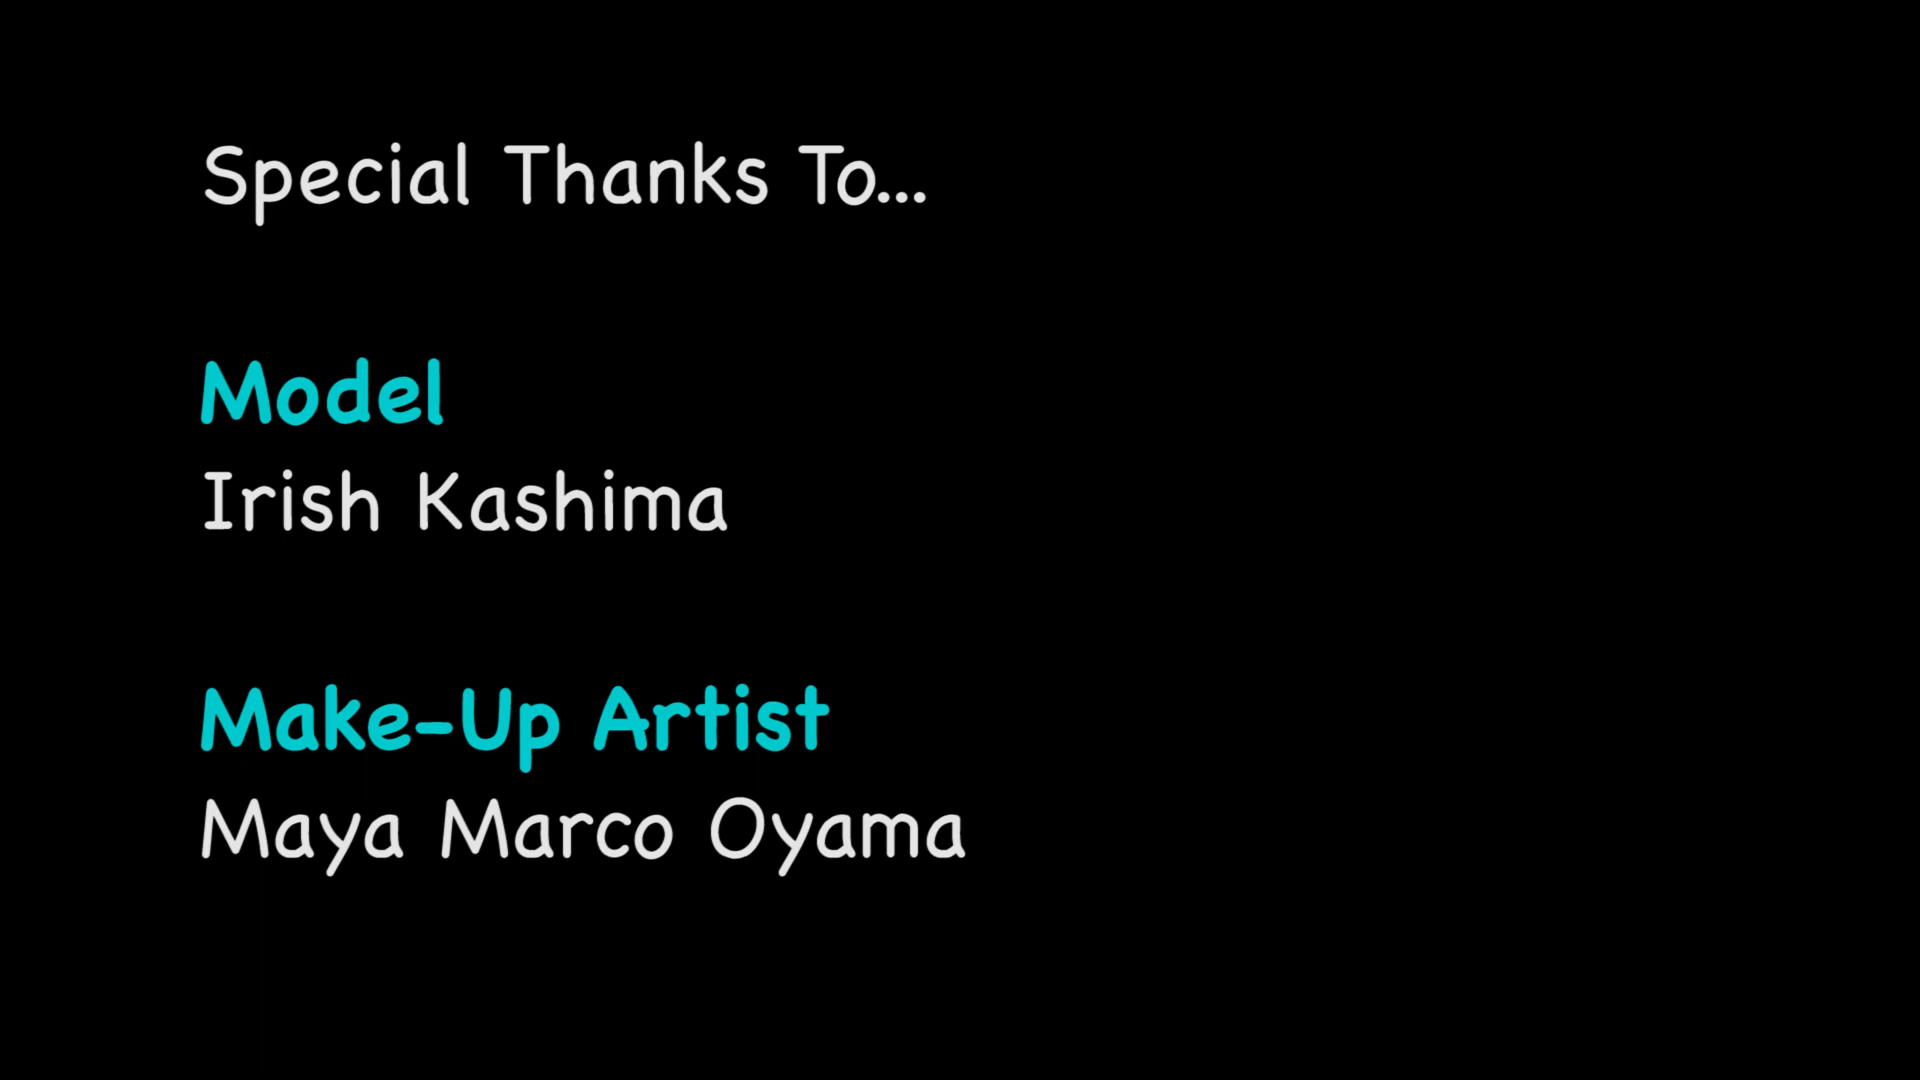 Special Thanks To...
Model
Irish Kashima
Make-Up Artist
Maya Marco Oyama